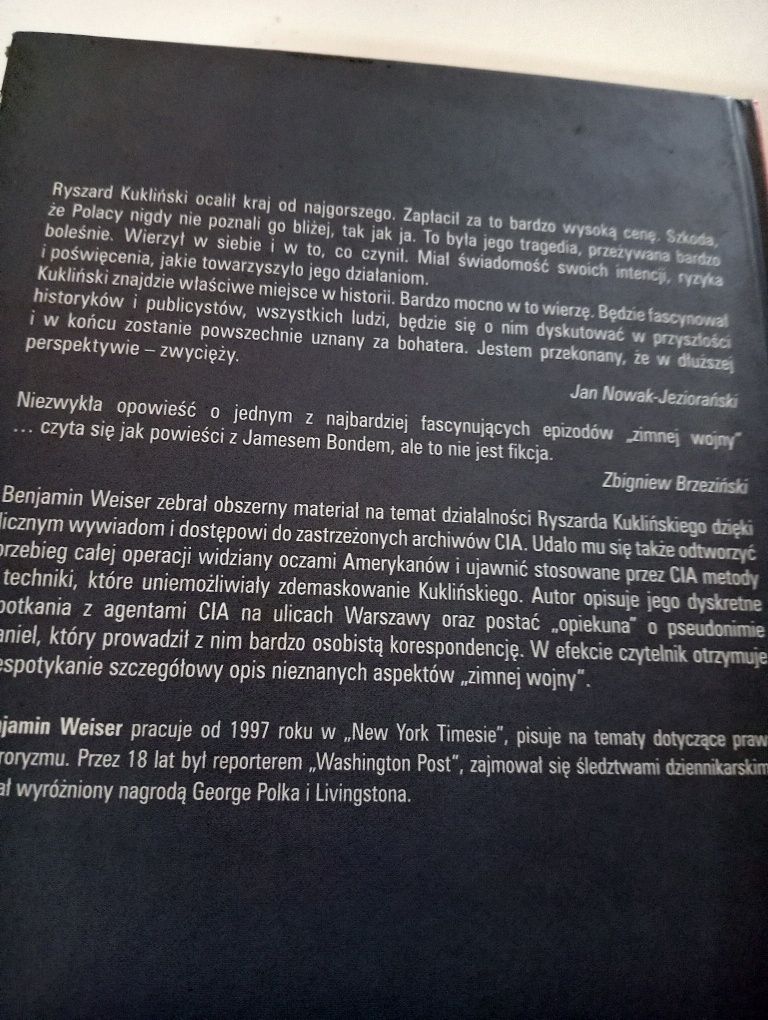 Ryszard Kukliński ocalił kraj od najgorszego. Zapłacił za to bardzo wysoką cenę. Szkoda,
że Polacy nigdy nie poznali go bliżej, tak jak ja. To była jego tragedia, przeżywana bardzo
boleśnie. Wierzył w siebie i w to, co czynił. Miał świadomość swoich intencji, ryzyka
i poświęcenia, jakie towarzyszyło jego działaniom.
Kukliński znajdzie właściwe miejsce w historii. Bardzo mocno w to wierzę. Będzie fascynował
historyków i publicystów, wszystkich ludzi, będzie się o nim dyskutować w przyszłości
i w końcu zostanie powszechnie uznany za bohatera. Jestem przekonany, że w dłuższej
perspektywie – zwycięży.
Jan Nowak-Jeziorański
Niezwykła opowieść o jednym z najbardziej fascynujących epizodów „zimnej wojny"
... czyta się jak powieści z Jamesem Bondem, ale to nie jest fikcja.
Zbigniew Brzeziński
Benjamin Weiser zebrał obszerny materiał na temat działalności Ryszarda Kuklińskiego dzięki
licznym wywiadom i dostępowi do zastrzeżonych archiwów CIA. Udało mu się także odtworzyć
przebieg całej operacji widziany oczami Amerykanów i ujawnić stosowane przez CIA metody
techniki, które uniemożliwiały zdemaskowanie Kuklińskiego. Autor opisuje jego dyskretne
potkania z agentami CIA na ulicach Warszawy oraz postać „opiekuna" o pseudonimie
aniel, który prowadził z nim bardzo osobistą korespondencję. W efekcie czytelnik otrzymuje
espotykanie szczegółowy opis nieznanych aspektów „zimnej wojny".
jamin Weiser pracuje od 1997 roku w „New York Timesie", pisuje na tematy dotyczące praw
roryzmu. Przez 18 lat był reporterem „Washington Post", zajmował się śledztwami dziennikarskim
ał wyróżniony nagrodą George Polka i Livingstona.